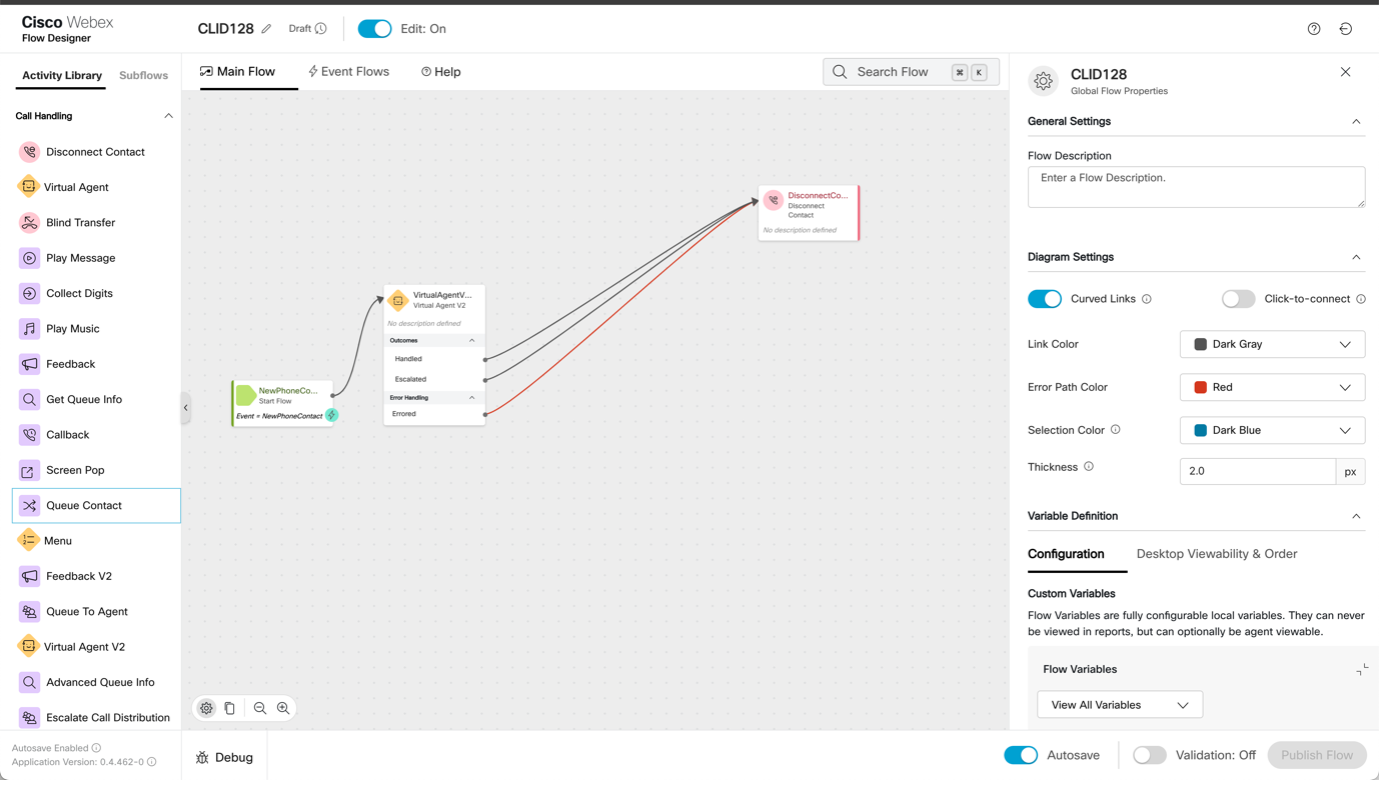 Cisco Webex
Flow Designer
CLID128
Draft
Edit: On
Activity Library
Subflows
Call Handling
Disconnect Contact
Virtual Agent
Blind Transfer
Play Message
Collect Digits
Play Music
Feedback
Get Queue Info
Callback
Screen Pop
Queue Contact
Menu
Feedback V2
Queue To Agent
Virtual Agent V2
Advanced Queue Info
Escalate Call Distribution
Autosave Enabled
Application Version: 0.4.462-0
Main Flow
Event Flows
Help
Search Flow
⌘ K
NewPhoneCo...
Start Flow
Event = NewPhoneContact
VirtualAgentV...
Virtual Agent V2
No description defined
Outcomes
Handled
Escalated
Error Handling
Errored
DisconnectCo...
Disconnect
Contact
No description defined
Debug
CLID128
Global Flow Properties
General Settings
Flow Description
Enter a Flow Description.
Diagram Settings
Curved Links
Click-to-connect
Link Color
Dark Gray
Error Path Color
Red
Selection Color
Dark Blue
Thickness
2.0
px
Variable Definition
Configuration
Desktop Viewability & Order
Custom Variables
Flow Variables are fully configurable local variables. They can never
be viewed in reports, but can optionally be agent viewable.
Flow Variables
View All Variables
Autosave
Validation: Off
Publish Flow